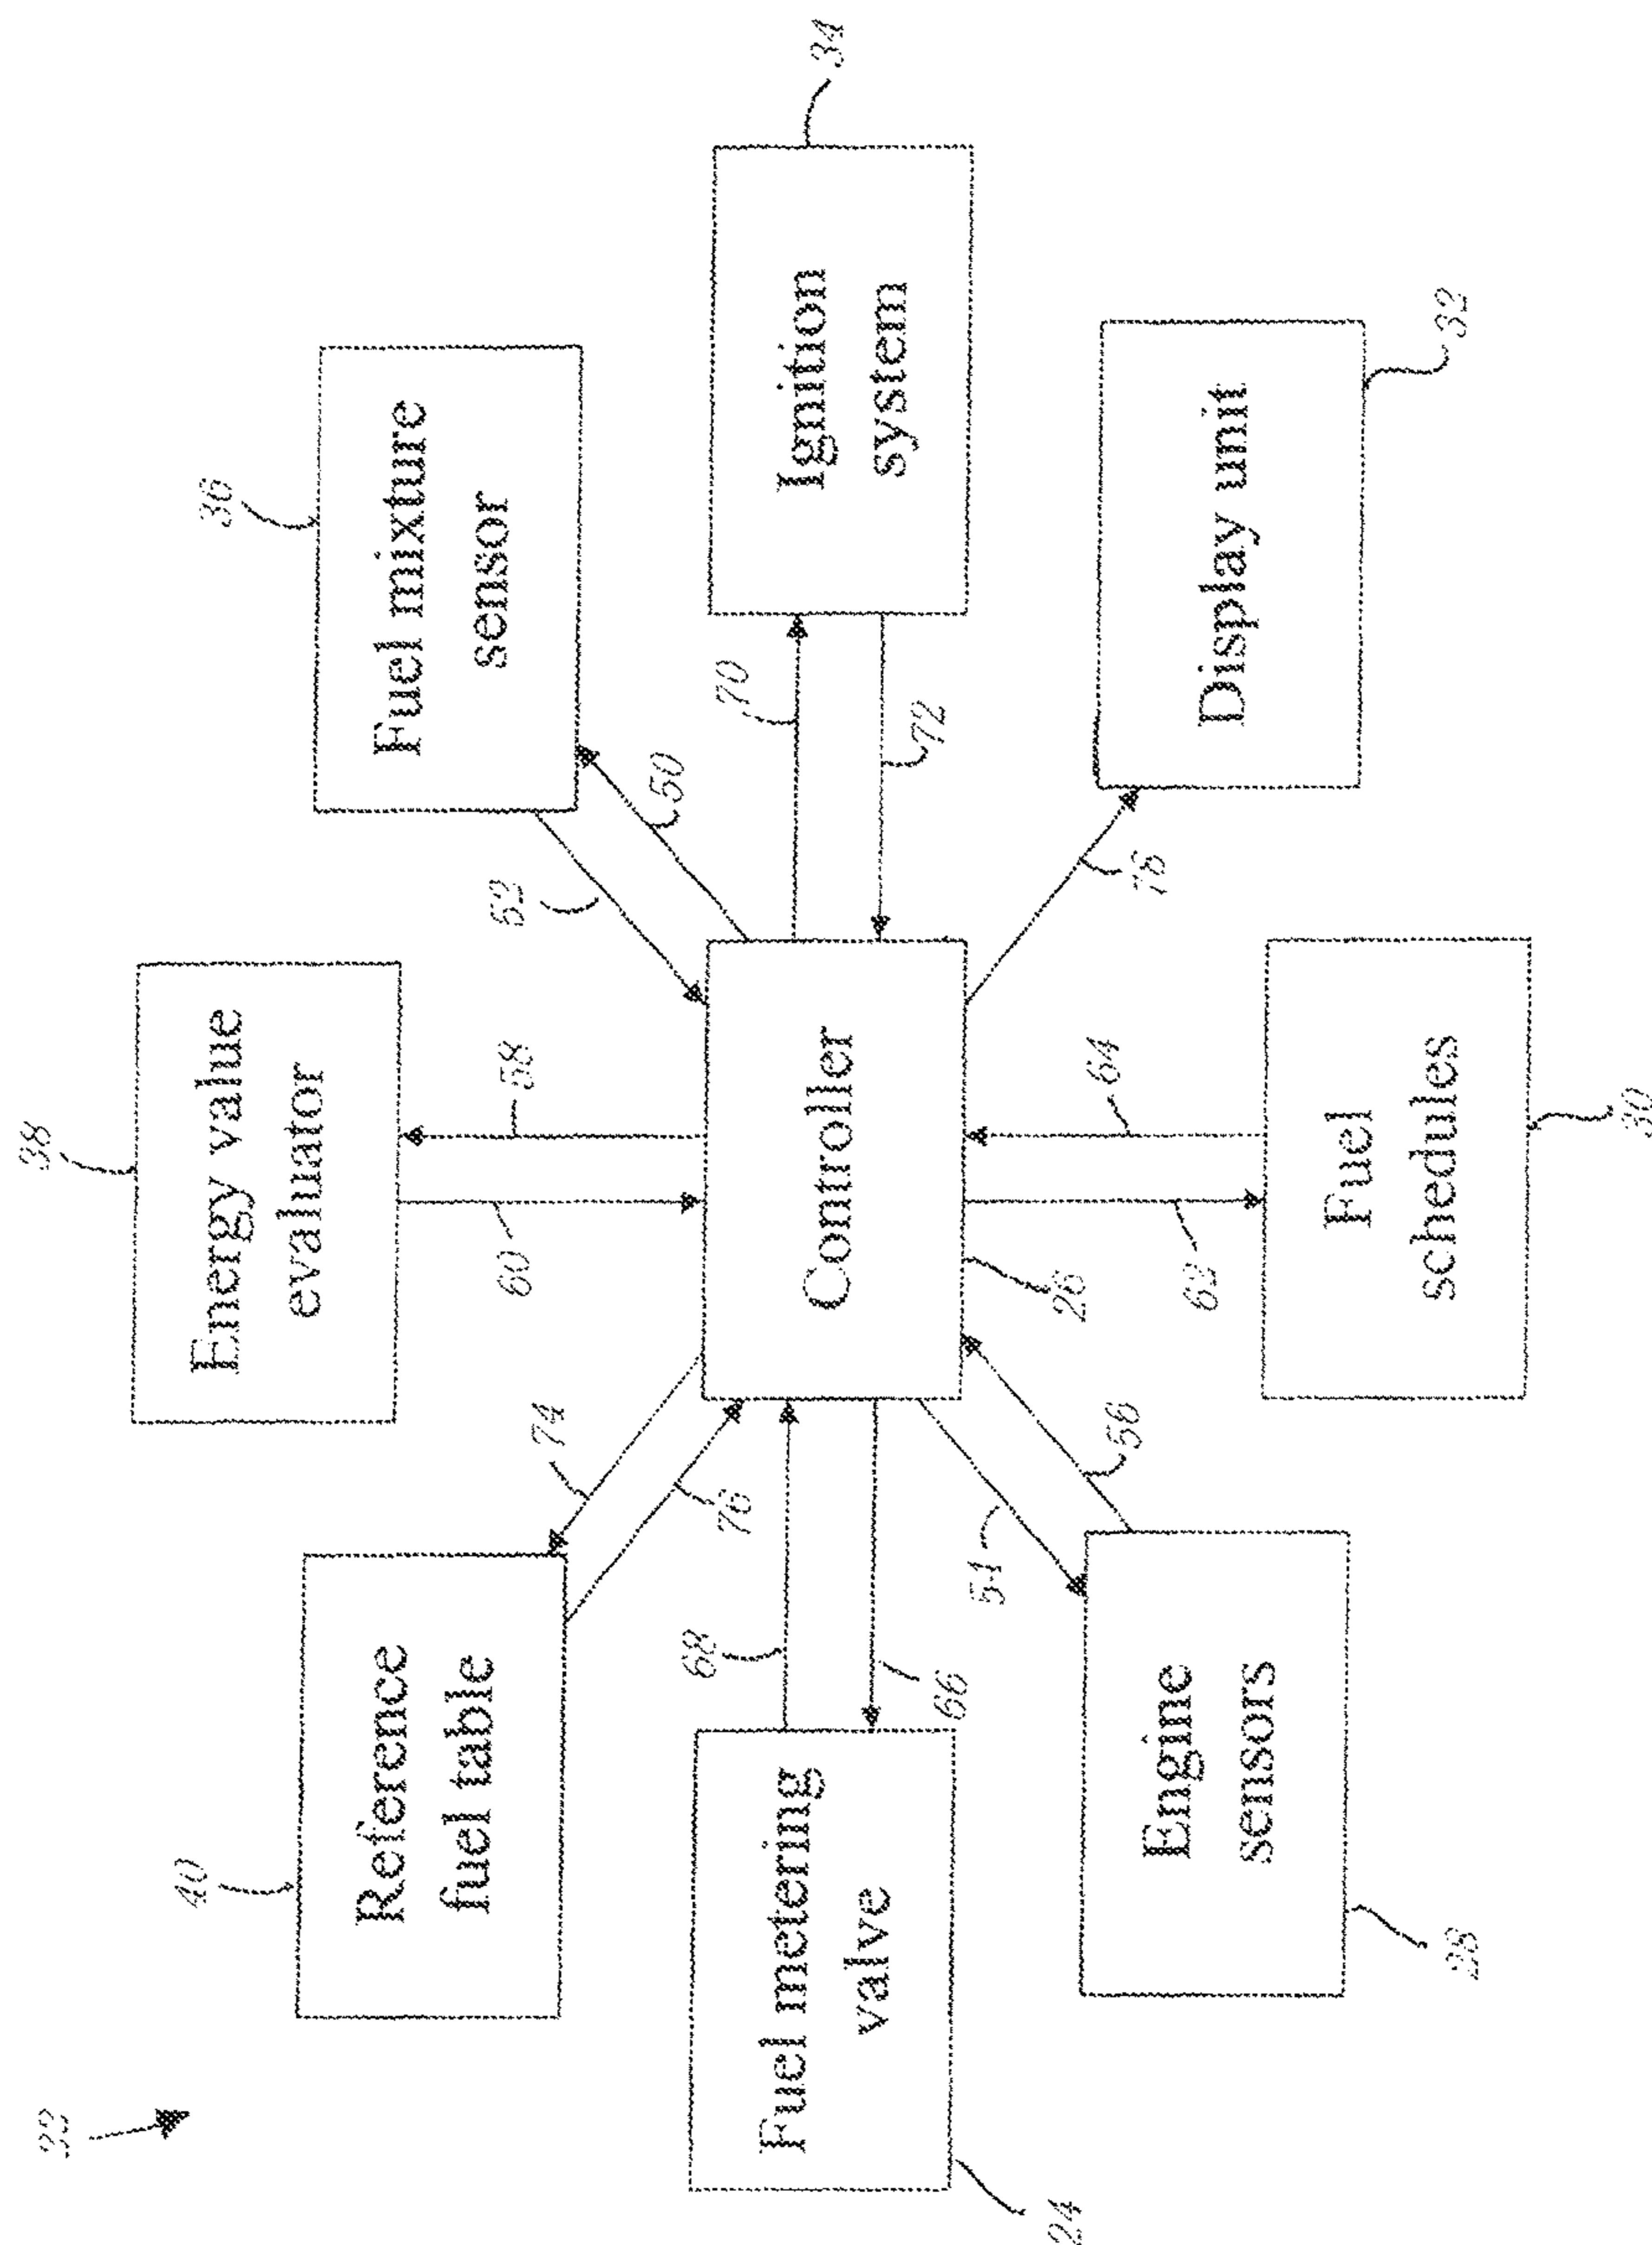 38
40
36
Energy value
evaluator
Reference
fuel table
Fuel mixture
sensor
74
60
58
52
76
50
68
70
34
Fuel metering
valve
Controller
Ignition
system
66
72
24
54
26
56
62
64
78
Engine
sensors
Fuel
schedules
Display unit
28
30
32